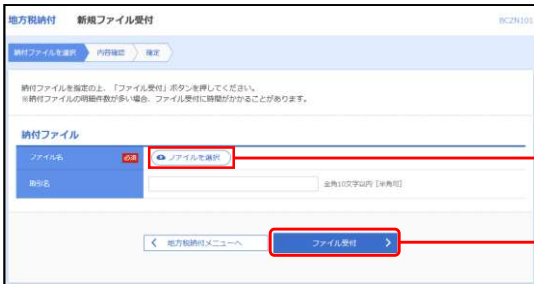 地方税納付 新規ファイル受付
BCZN101
納付ファイルを選択 内容確認 確定
納付ファイルを指定の上、「ファイル受付」ボタンを押してください。
※納付ファイルの明細件数が多い場合、ファイル受付に時間がかかることがあります。
納付ファイル
ファイル名 必須 ファイルを選択
取引名 全角10文字以内 [半角可]
地方税納付メニューへ ファイル受付